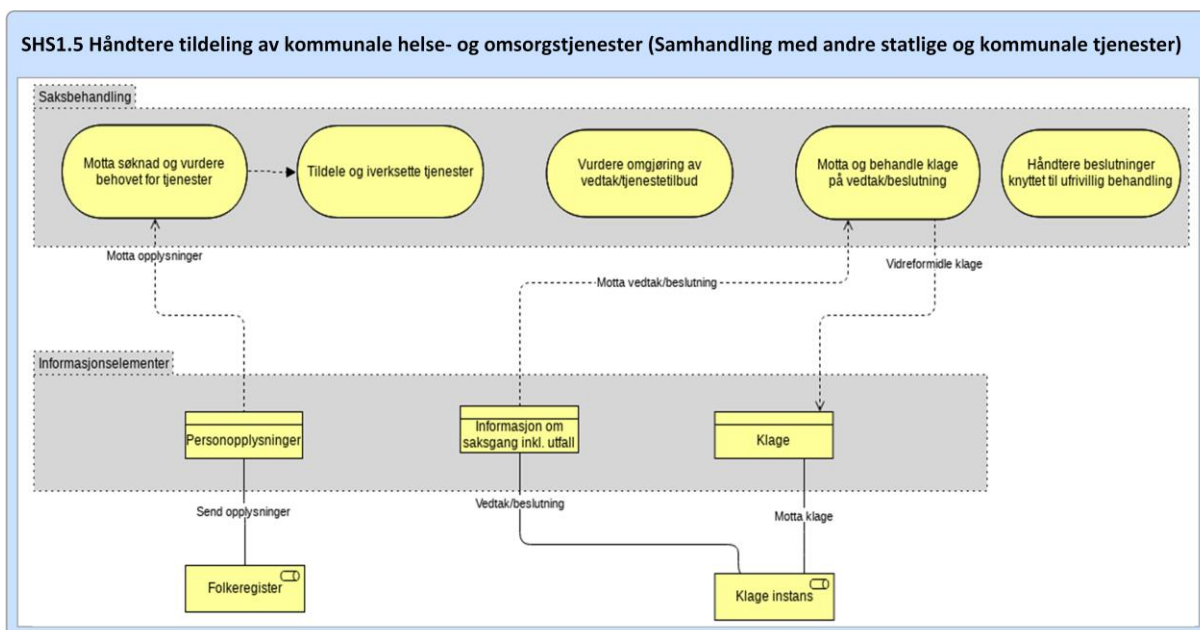 SHS1.5 Håndtere tildeling av kommunale helse- og omsorgstjenester (Samhandling med andre statlige og kommunale tjenester)
Saksbehandling
Motta søknad og vurdere
behovet for tjenester
Tildele og iverksette tjenester
Vurdere omgjøring av
vedtak/tjenestetilbud
Motta og behandle klage
på vedtak/beslutning
Håndtere beslutninger
knyttet til ufrivillig behandling
Motta opplysninger
Vidreformidle klage
Motta vedtak/beslutning
Informasjonselementer
Personopplysninger
Informasjon om
saksgang inkl. utfall
Klage
Send opplysninger
Vedtak/beslutning
Motta klage
Folkeregister
Klage instans